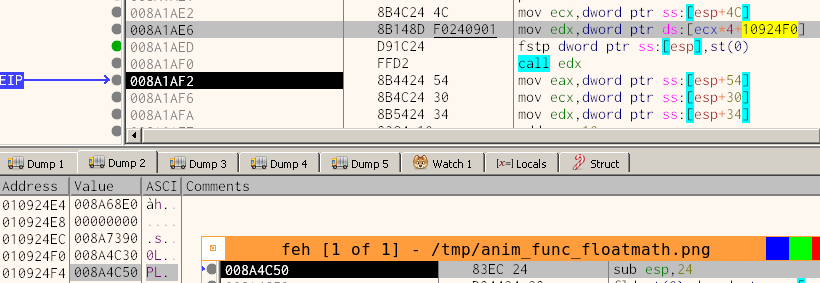 008A1AE2 8B4C24 4C mov ecx,dword ptr ss:[esp+4C]
008A1AE6 8B148D F0240901 mov edx,dword ptr ds:[ecx*4+10924F0]
008A1AED D91C24 fstp dword ptr ss:[esp],st(0)
008A1AF0 FFD2 call edx
EIP 008A1AF2 8B4424 54 mov eax,dword ptr ss:[esp+54]
008A1AF6 8B4C24 30 mov ecx,dword ptr ss:[esp+30]
008A1AFA 8B5424 34 mov edx,dword ptr ss:[esp+34]
Dump 1 Dump 2 Dump 3 Dump 4 Dump 5 Watch 1 [x=] Locals Struct
Address Value ASCI Comments
010924E4 008A68E0 àh..
010924E8 00000000 ....
010924EC 008A7390 .s..
010924F0 008A4C30 0L.
010924F4 008A4C50 PL.
feh [1 of 1] - /tmp/anim_func_floatmath.png
008A4C50 83EC 24 sub esp,24